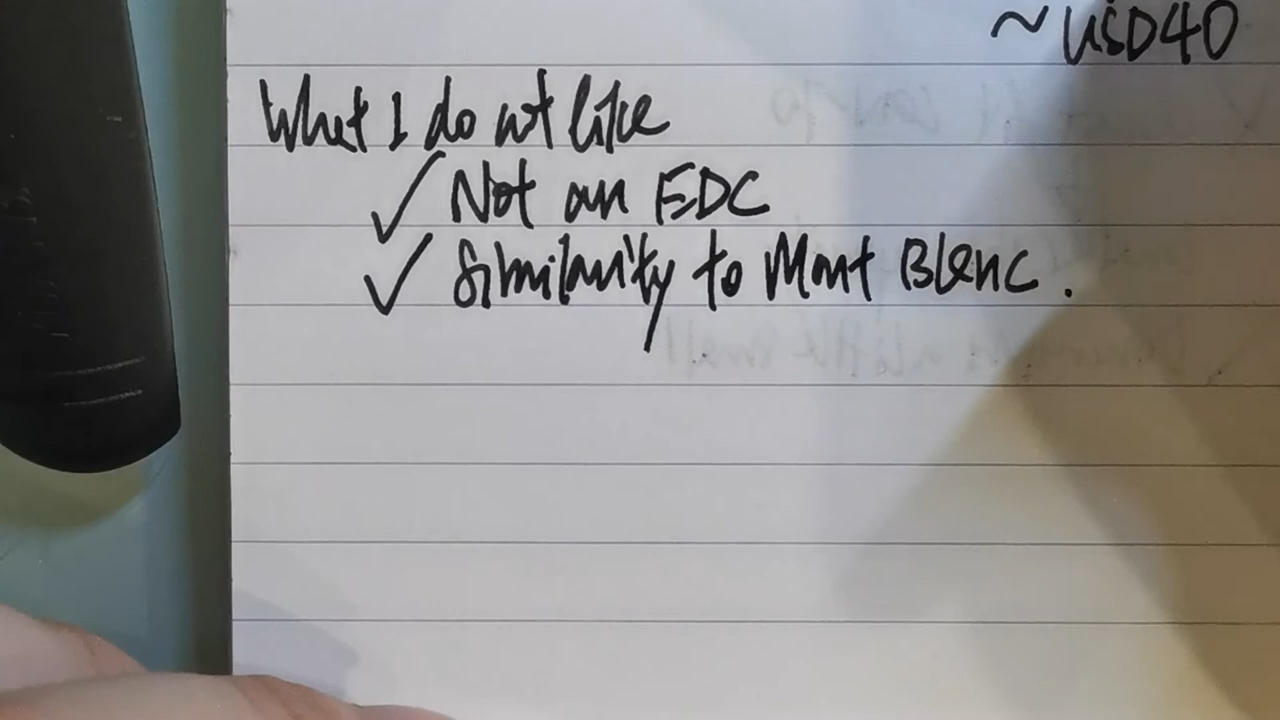 ~ USD40
What I do not like
✓ Not an EDC
✓ Similarity to Mont Blanc.